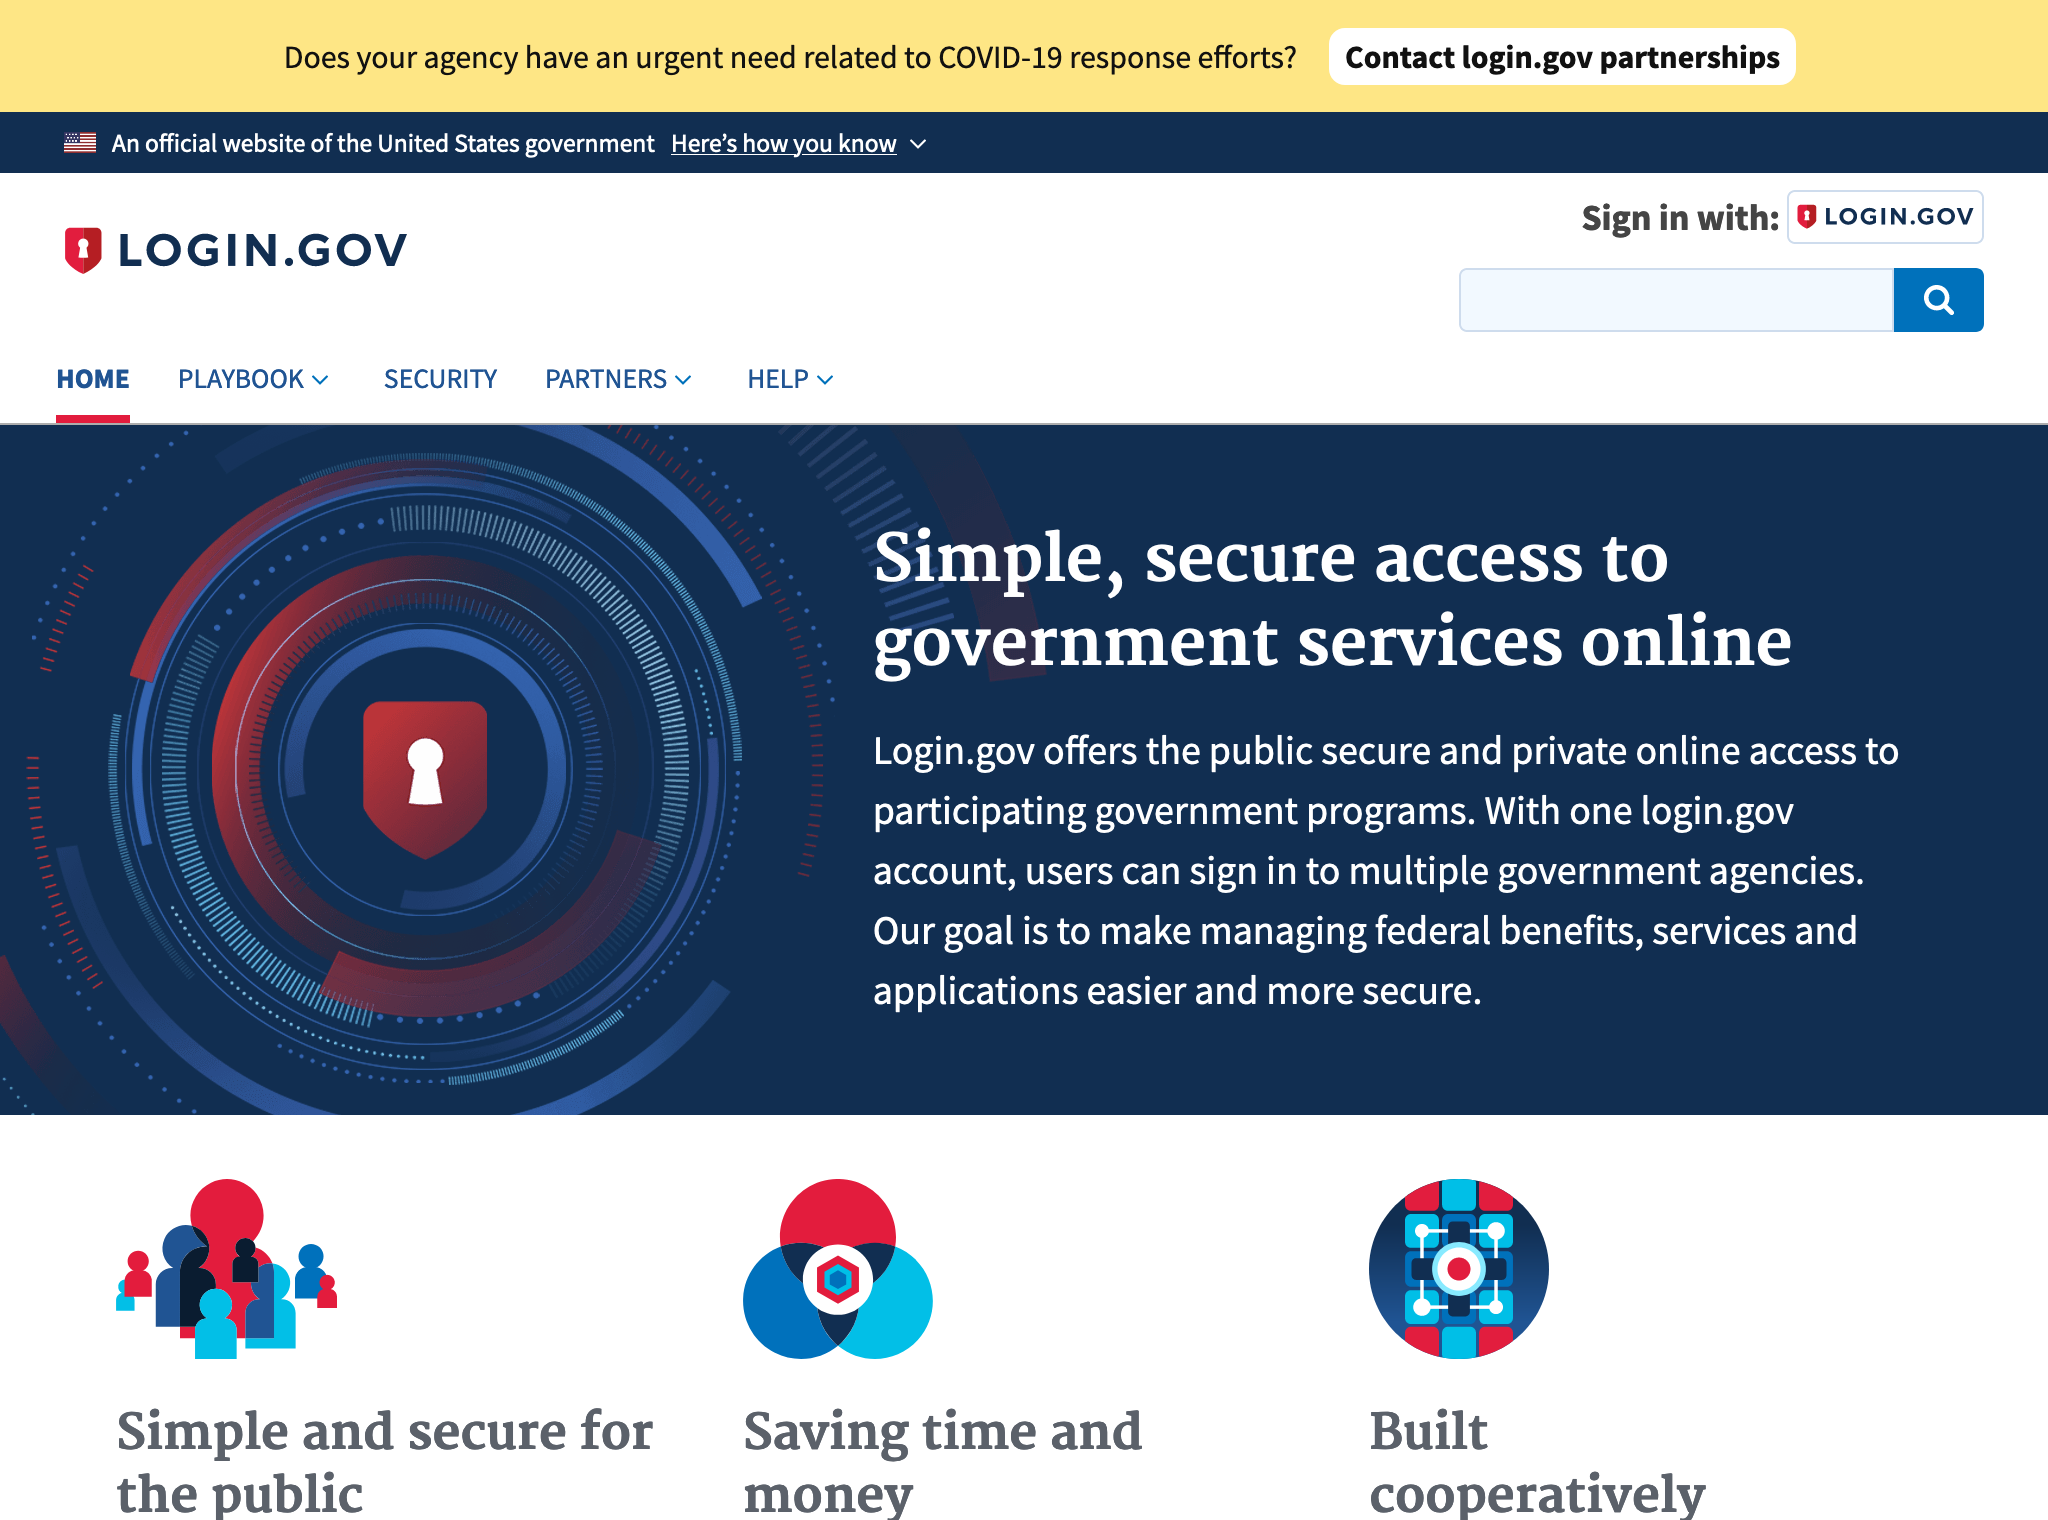 Does your agency have an urgent need related to COVID-19 response efforts? Contact login.gov partnerships
An official website of the United States government Here’s how you know
Sign in with: LOGIN.GOV
LOGIN.GOV
HOME PLAYBOOK SECURITY PARTNERS HELP
Simple, secure access to
government services online
Login.gov offers the public secure and private online access to
participating government programs. With one login.gov
account, users can sign in to multiple government agencies.
Our goal is to make managing federal benefits, services and
applications easier and more secure.
Simple and secure for
the public
Saving time and
money
Built
cooperatively